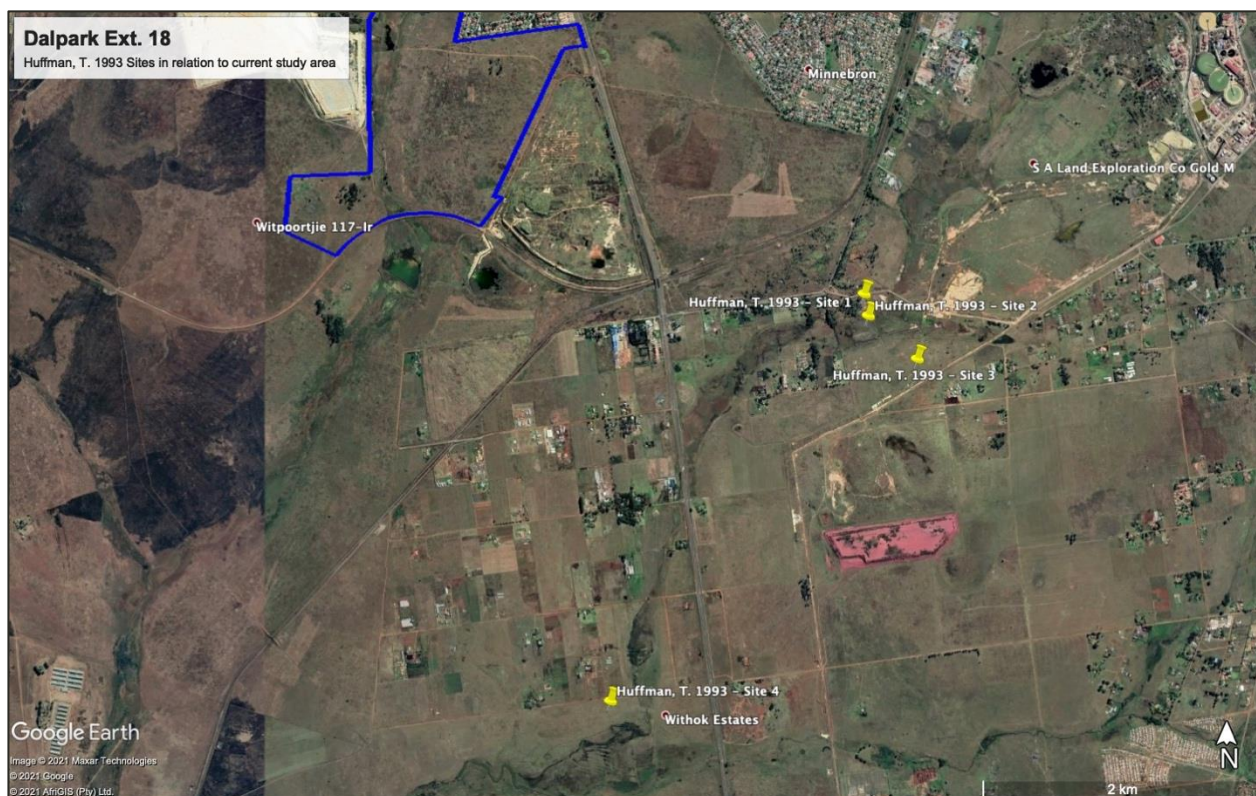 Dalpark Ext. 18
Huffman, T. 1993 Sites in relation to current study area
Minnebron
S A Land Exploration Co Gold M
Witpoortjie 117-Ir
Huffman, T. 1993 - Site 1
Huffman, T. 1993 - Site 2
Huffman, T. 1993 - Site 3
Huffman, T. 1993 - Site 4
Withok Estates
Google Earth
Image © 2021 Maxar Technologies
© 2021 Google
© 2021 AfriGIS (Pty) Ltd.
N
2 km